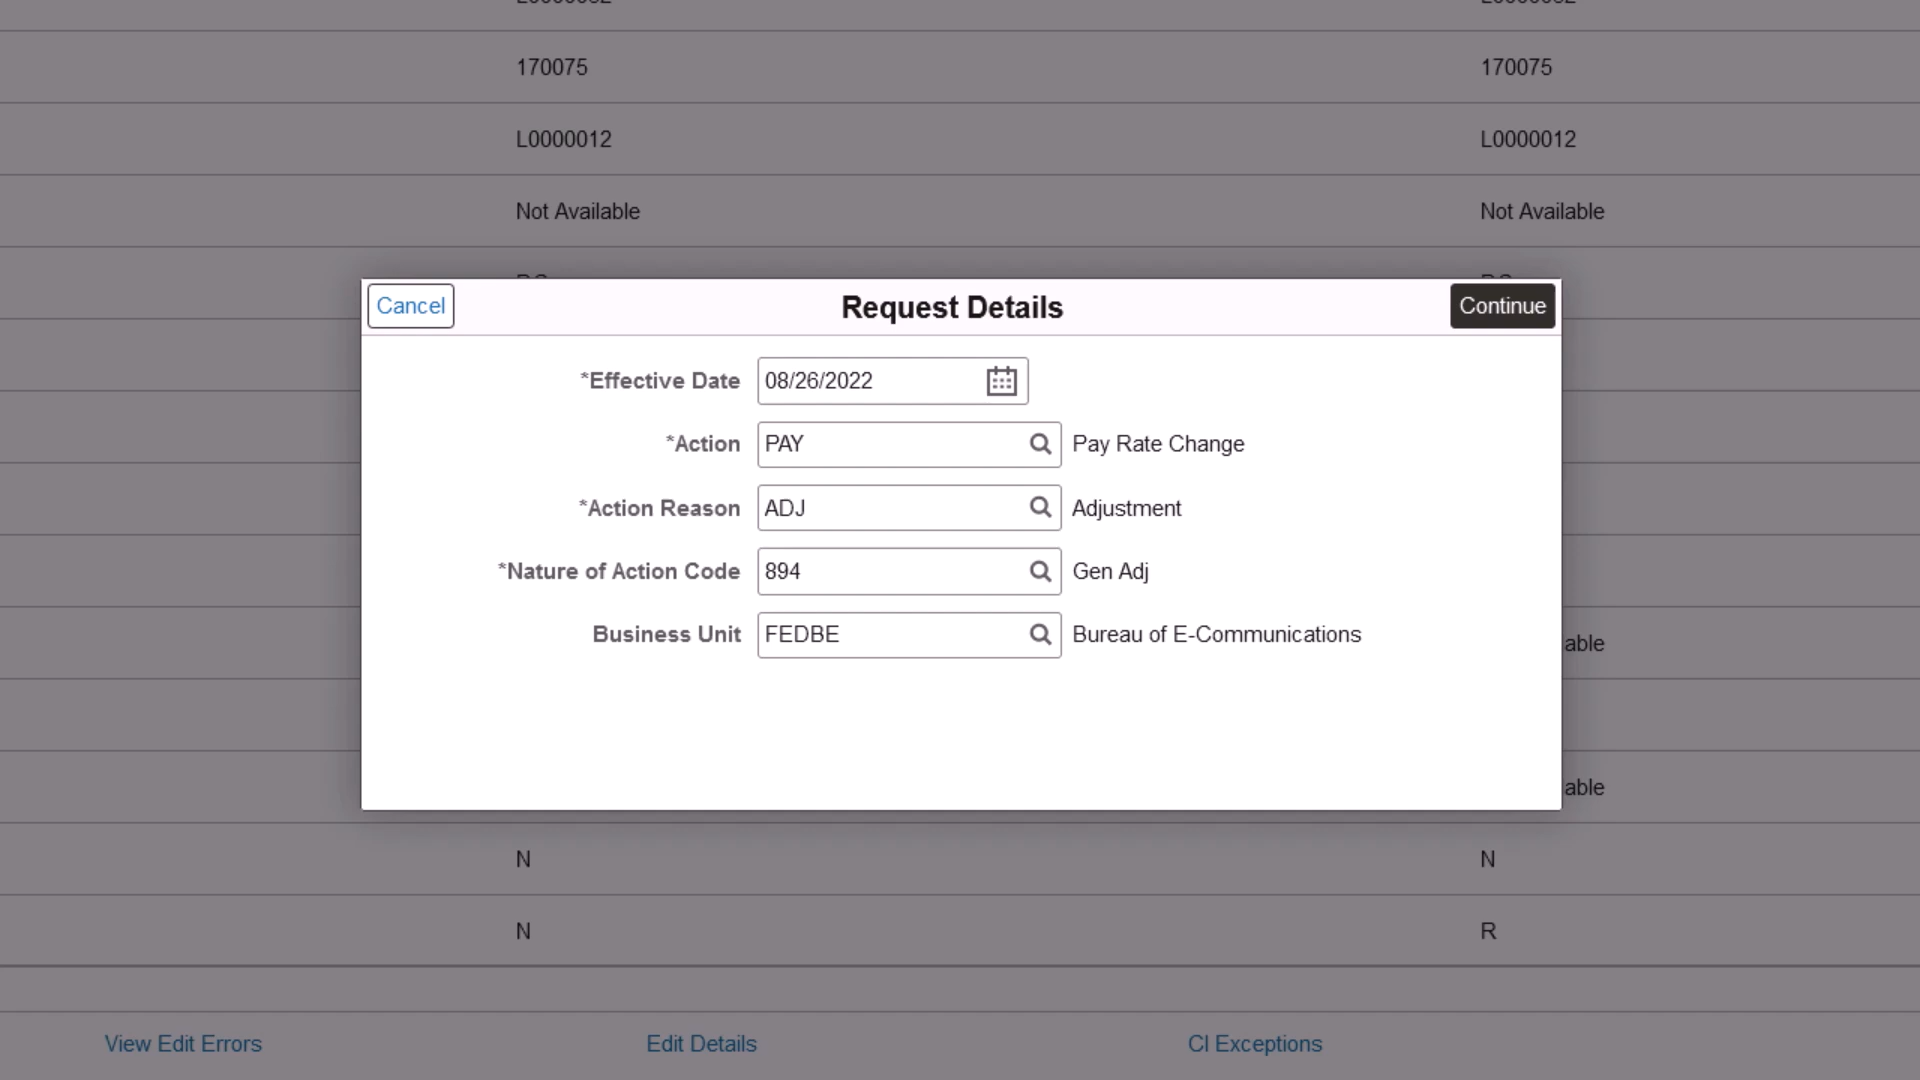 170075 170075
L0000012 L0000012
Not Available Not Available
Cancel Request Details Continue
*Effective Date 08/26/2022
*Action PAY Pay Rate Change
*Action Reason ADJ Adjustment
*Nature of Action Code 894 Gen Adj
Business Unit FEDBE Bureau of E-Communications
able
able
N N
N R
View Edit Errors Edit Details CI Exceptions